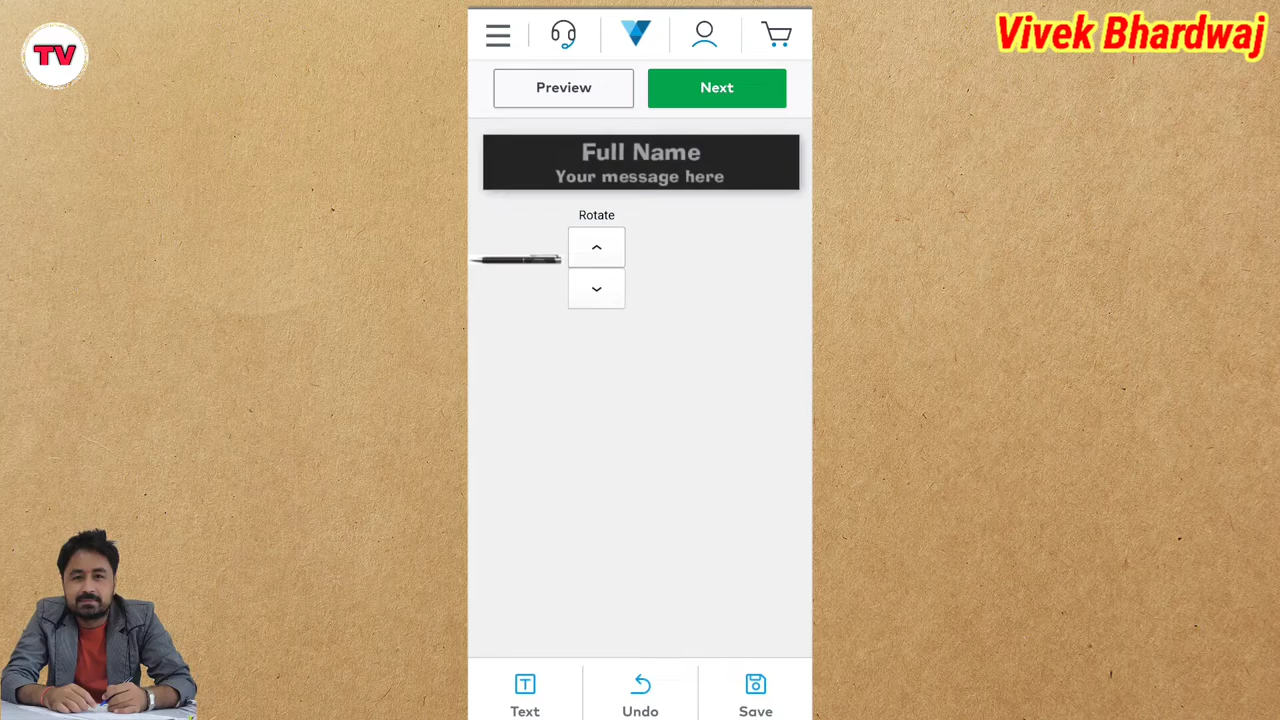 TV
Vivek Bhardwaj
Preview
Next
Full Name
Your message here
Rotate
Text
Undo
Save